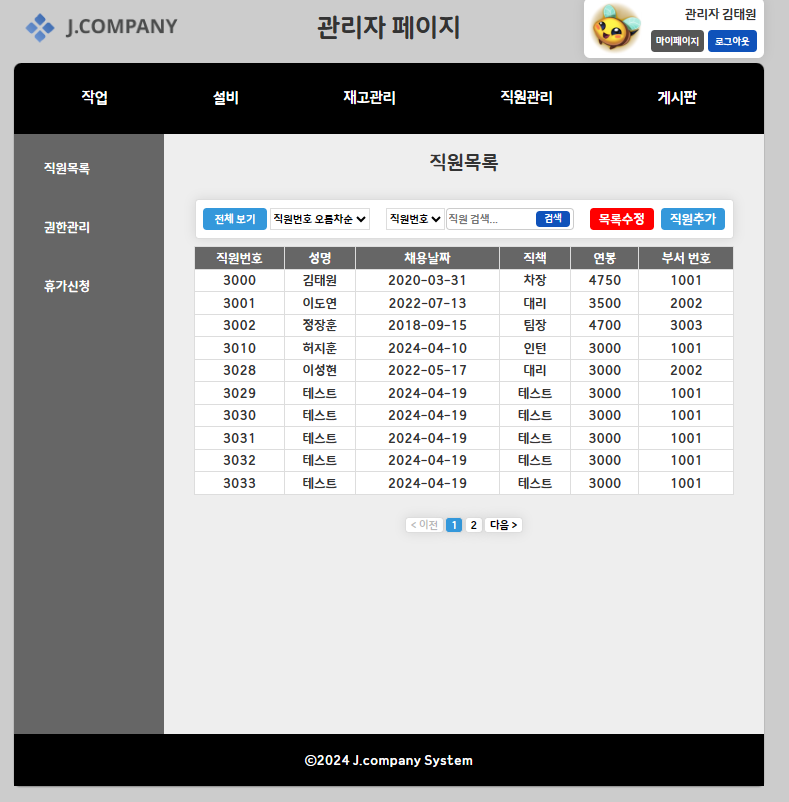 J.COMPANY
관리자 페이지
관리자 김태원
마이페이지 로그아웃
작업 설비 재고관리 직원관리 게시판
직원목록
권한관리
휴가신청
직원목록
전체 보기 직원번호 오름차순 직원번호 직원 검색... 검색 목록수정 직원추가
직원번호 성명 채용날짜 직책 연봉 부서 번호
3000 김태원 2020-03-31 차장 4750 1001
3001 이도연 2022-07-13 대리 3500 2002
3002 정장훈 2018-09-15 팀장 4700 3003
3010 허지훈 2024-04-10 인턴 3000 1001
3028 이성현 2022-05-17 대리 3000 2002
3029 테스트 2024-04-19 테스트 3000 1001
3030 테스트 2024-04-19 테스트 3000 1001
3031 테스트 2024-04-19 테스트 3000 1001
3032 테스트 2024-04-19 테스트 3000 1001
3033 테스트 2024-04-19 테스트 3000 1001
< 이전 1 2 다음 >
©2024 J.company System